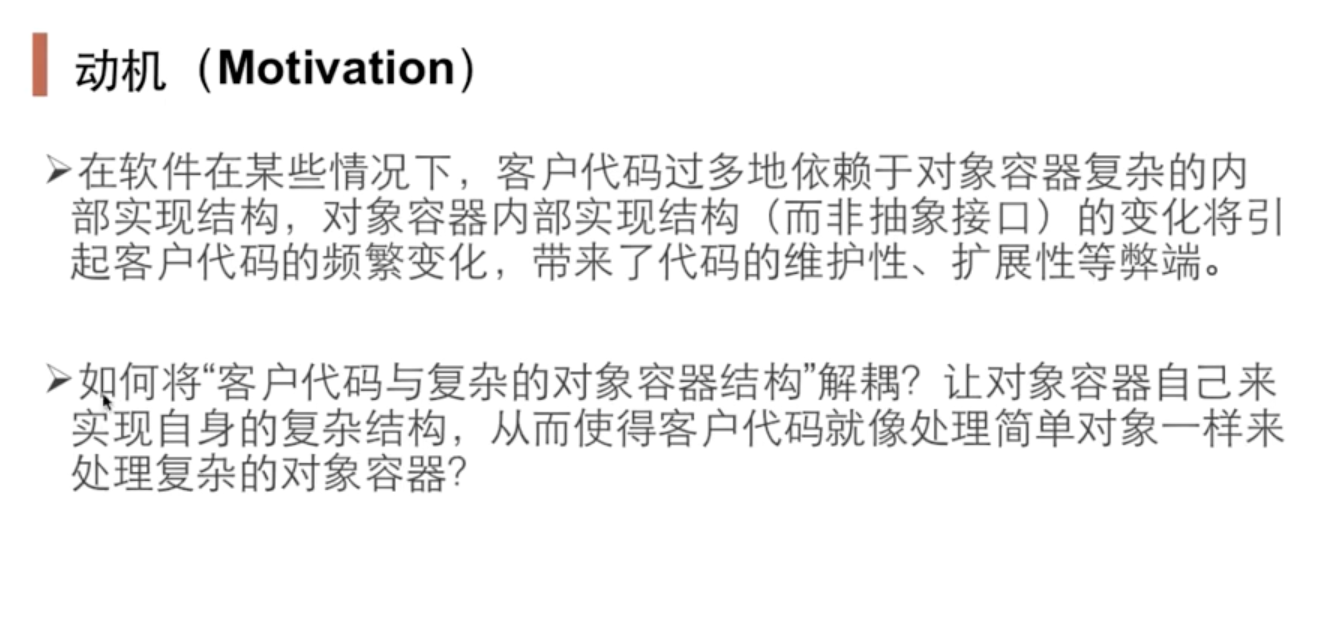 动机（Motivation）
➢在软件在某些情况下，客户代码过多地依赖于对象容器复杂的内
部实现结构，对象容器内部实现结构（而非抽象接口）的变化将引
起客户代码的频繁变化，带来了代码的维护性、扩展性等弊端。
➢如何将“客户代码与复杂的对象容器结构”解耦？让对象容器自己来
实现自身的复杂结构，从而使得客户代码就像处理简单对象一样来
处理复杂的对象容器？